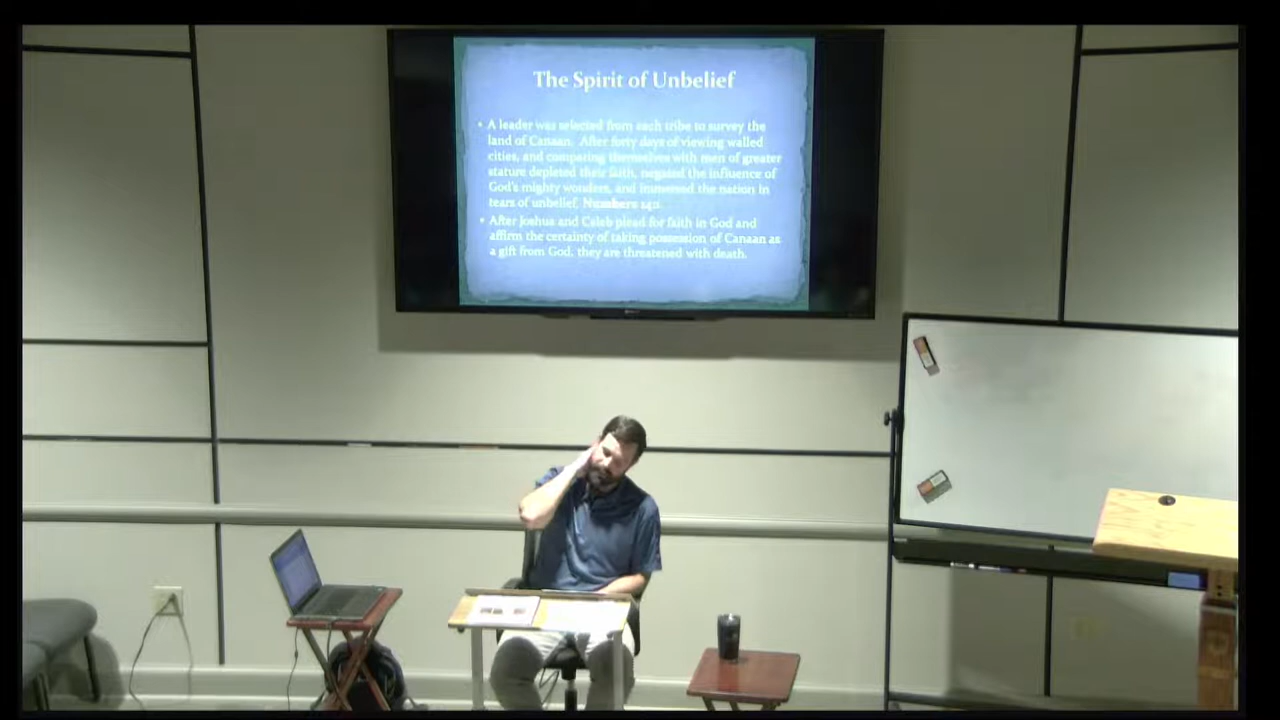 The Spirit of Unbelief
• A leader was selected from each tribe to survey the
land of Canaan. After forty days of viewing walled
cities, and comparing themselves with men of greater
stature depleted their faith, negated the influence of
God's mighty wonders, and immersed the nation in
tears of unbelief. Numbers
• After Joshua and Caleb plead for faith in God and
affirm the certainty of taking possession of Canaan as
a gift from God, they are threatened with death.